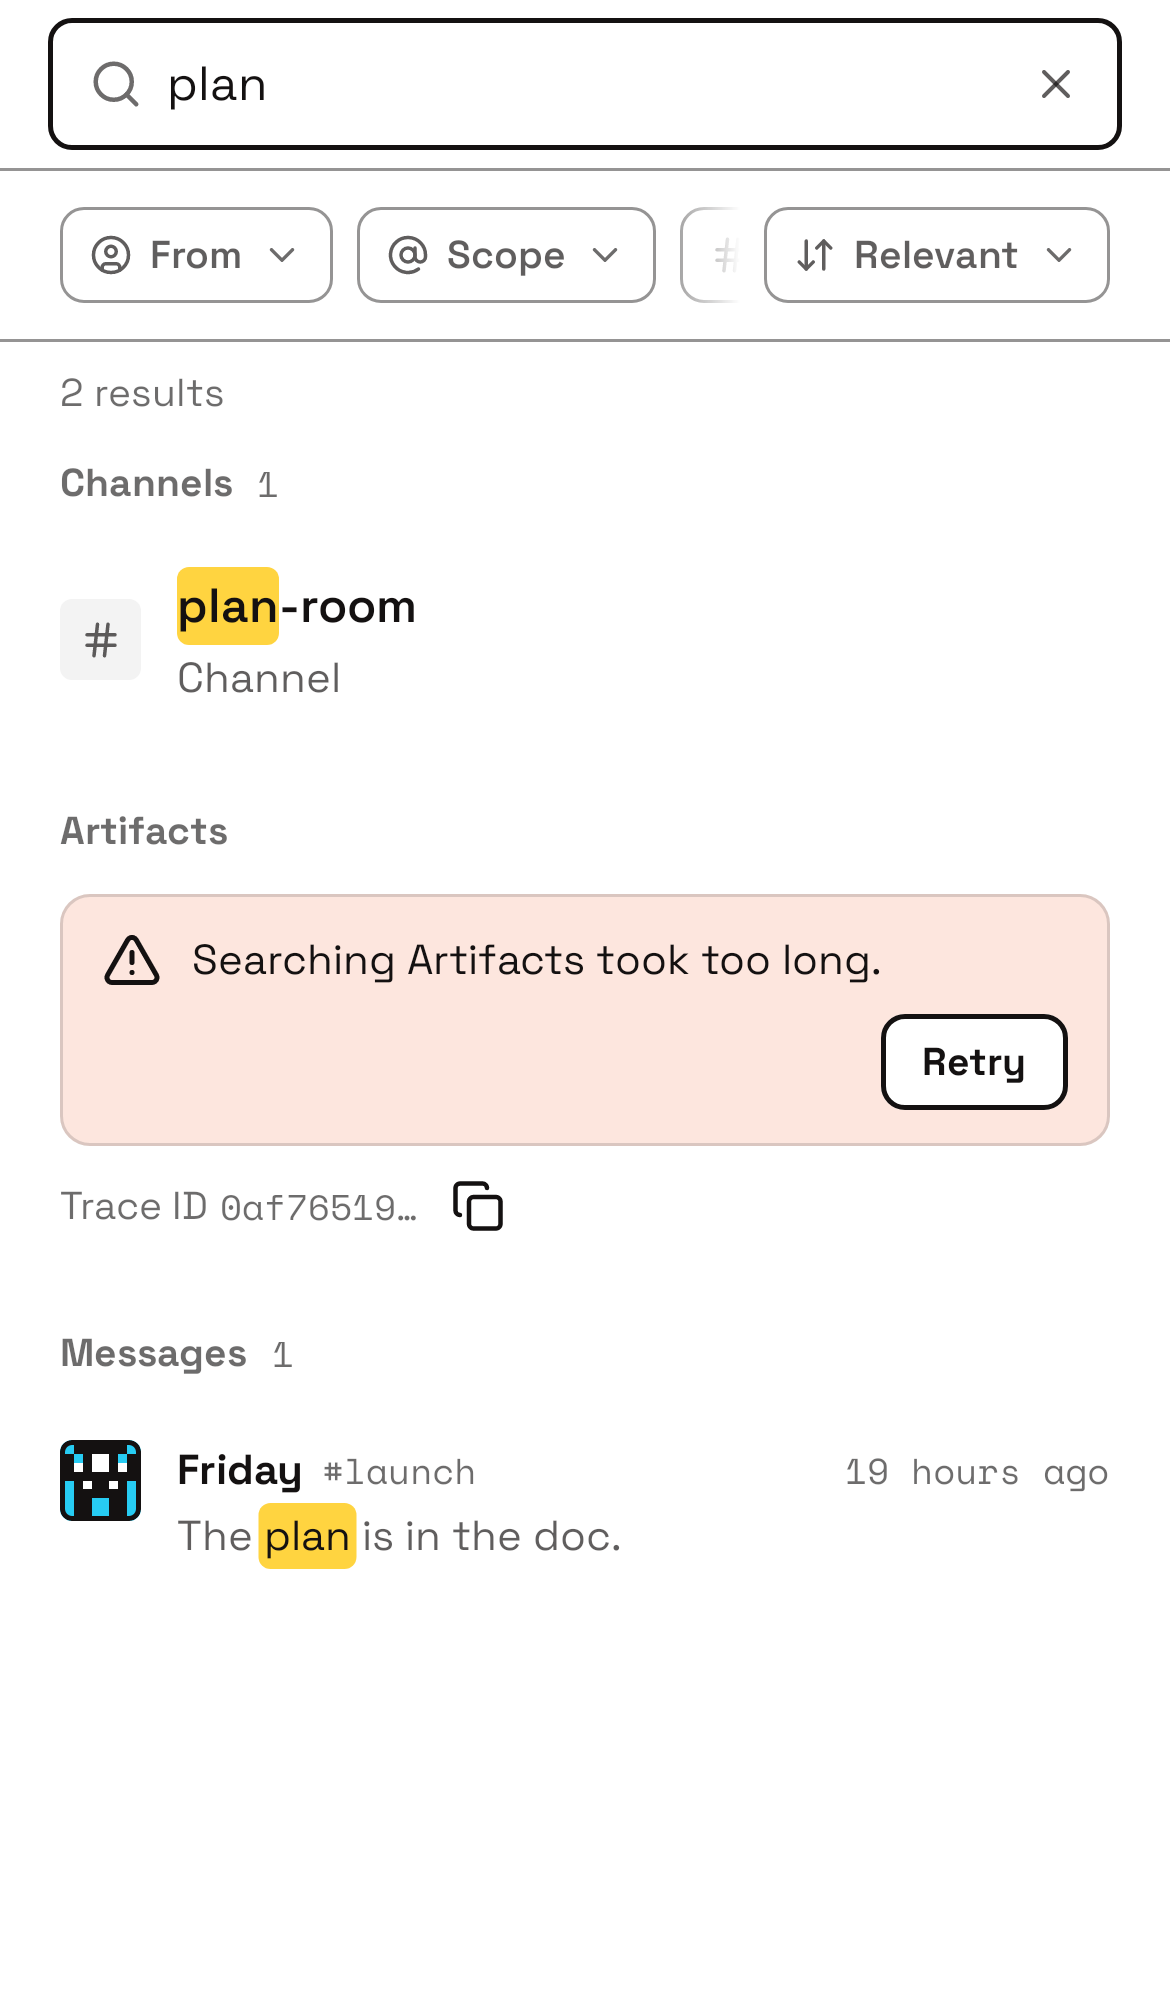 plan
From
Scope
#
Relevant
2 results
Channels 1
#
plan-room
Channel
Artifacts
Searching Artifacts took too long.
Retry
Trace ID 0af76519…
Messages 1
Friday #launch 19 hours ago
The plan is in the doc.